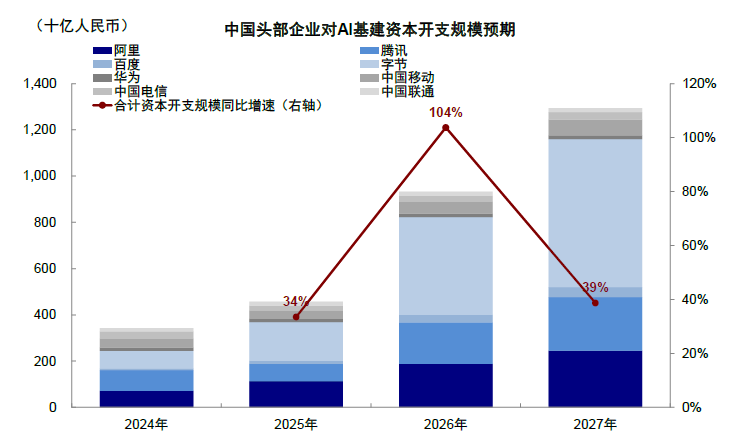 （十亿人民币）
中国头部企业对AI基建资本开支规模预期
阿里 腾讯
百度 字节
华为 中国移动
中国电信 中国联通
合计资本开支规模同比增速（右轴）
1,400 120%
1,200 100%
1,000 80%
800 60%
600 40%
400 20%
200 0%
0
104%
34%
39%
2024年 2025年 2026年 2027年